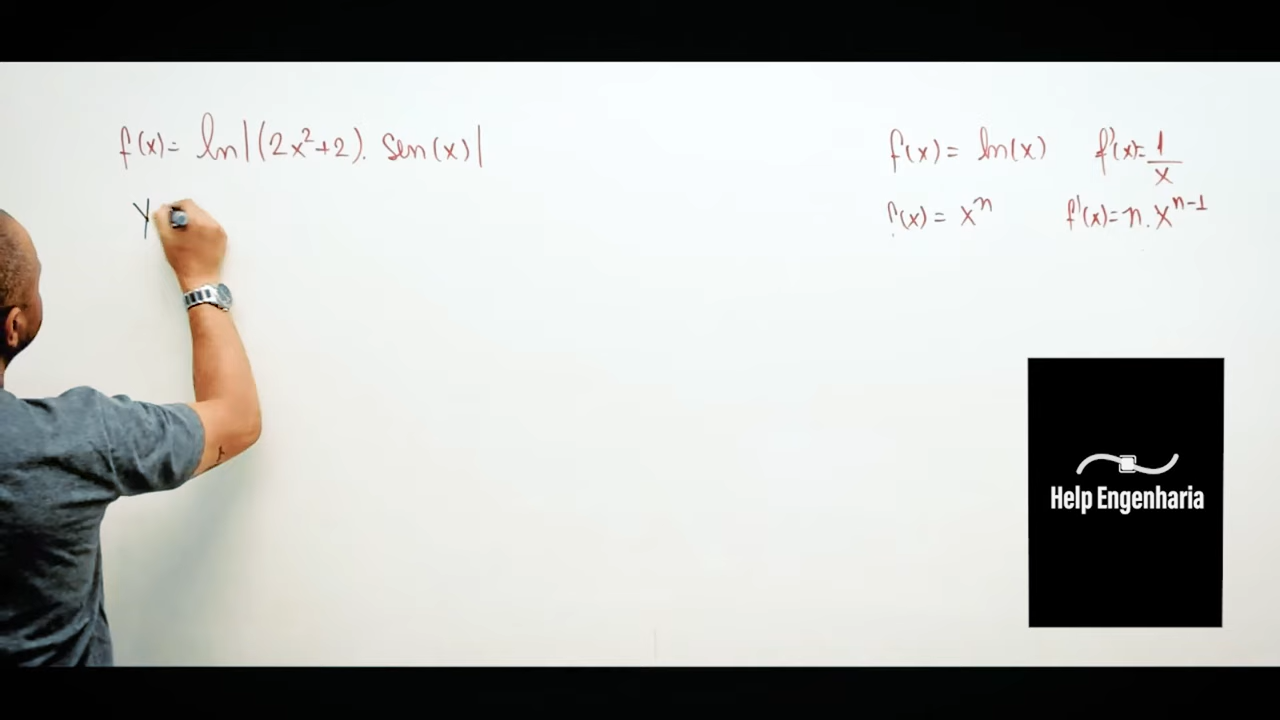 f(x)= ln|(2x²+2). Sen(x)|
Y
f(x) = ln(x) f'(x)= 1/x
f(x) = xⁿ f'(x)= n. xⁿ⁻¹
Help Engenharia